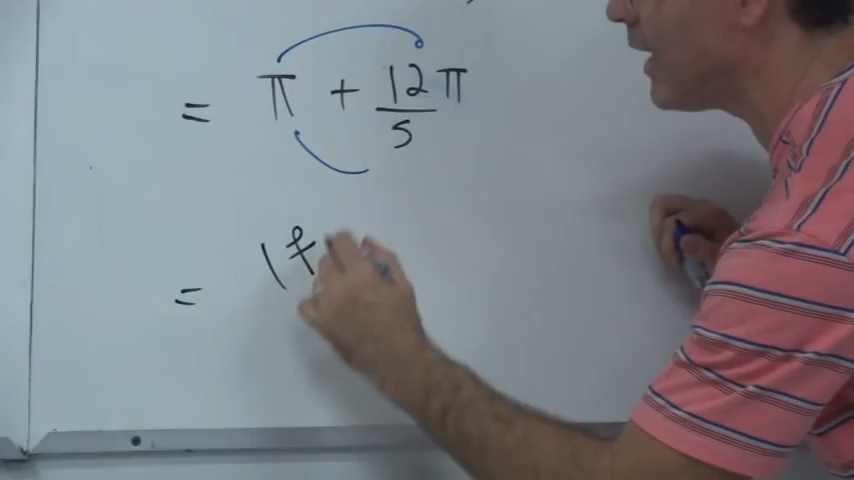 = π + 12π/5
= 17